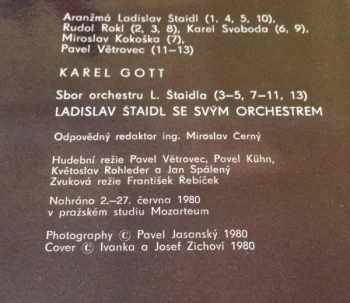 Aranžmá Ladislav Štaidl (1, 4, 5, 10),
Rudol Rokl (2, 3, 8), Karel Svoboda (6, 9),
Miroslav Kokoška (7),
Pavel Větrovec (11–13)
KAREL GOTT
Sbor orchestru L. Štaidla (3–5, 7–11, 13)
LADISLAV ŠTAIDL SE SVÝM ORCHESTREM
Odpovědný redaktor ing. Miroslav Černý
Hudební režie Pavel Větrovec, Pavel Kühn,
Květoslav Rohleder a Jan Spálený
Zvuková režie František Řebíček
Nahráno 2.–27. června 1980
v pražském studiu Mozarteum
Photography © Pavel Jasanský 1980
Cover © Ivanka a Josef Zichovi 1980